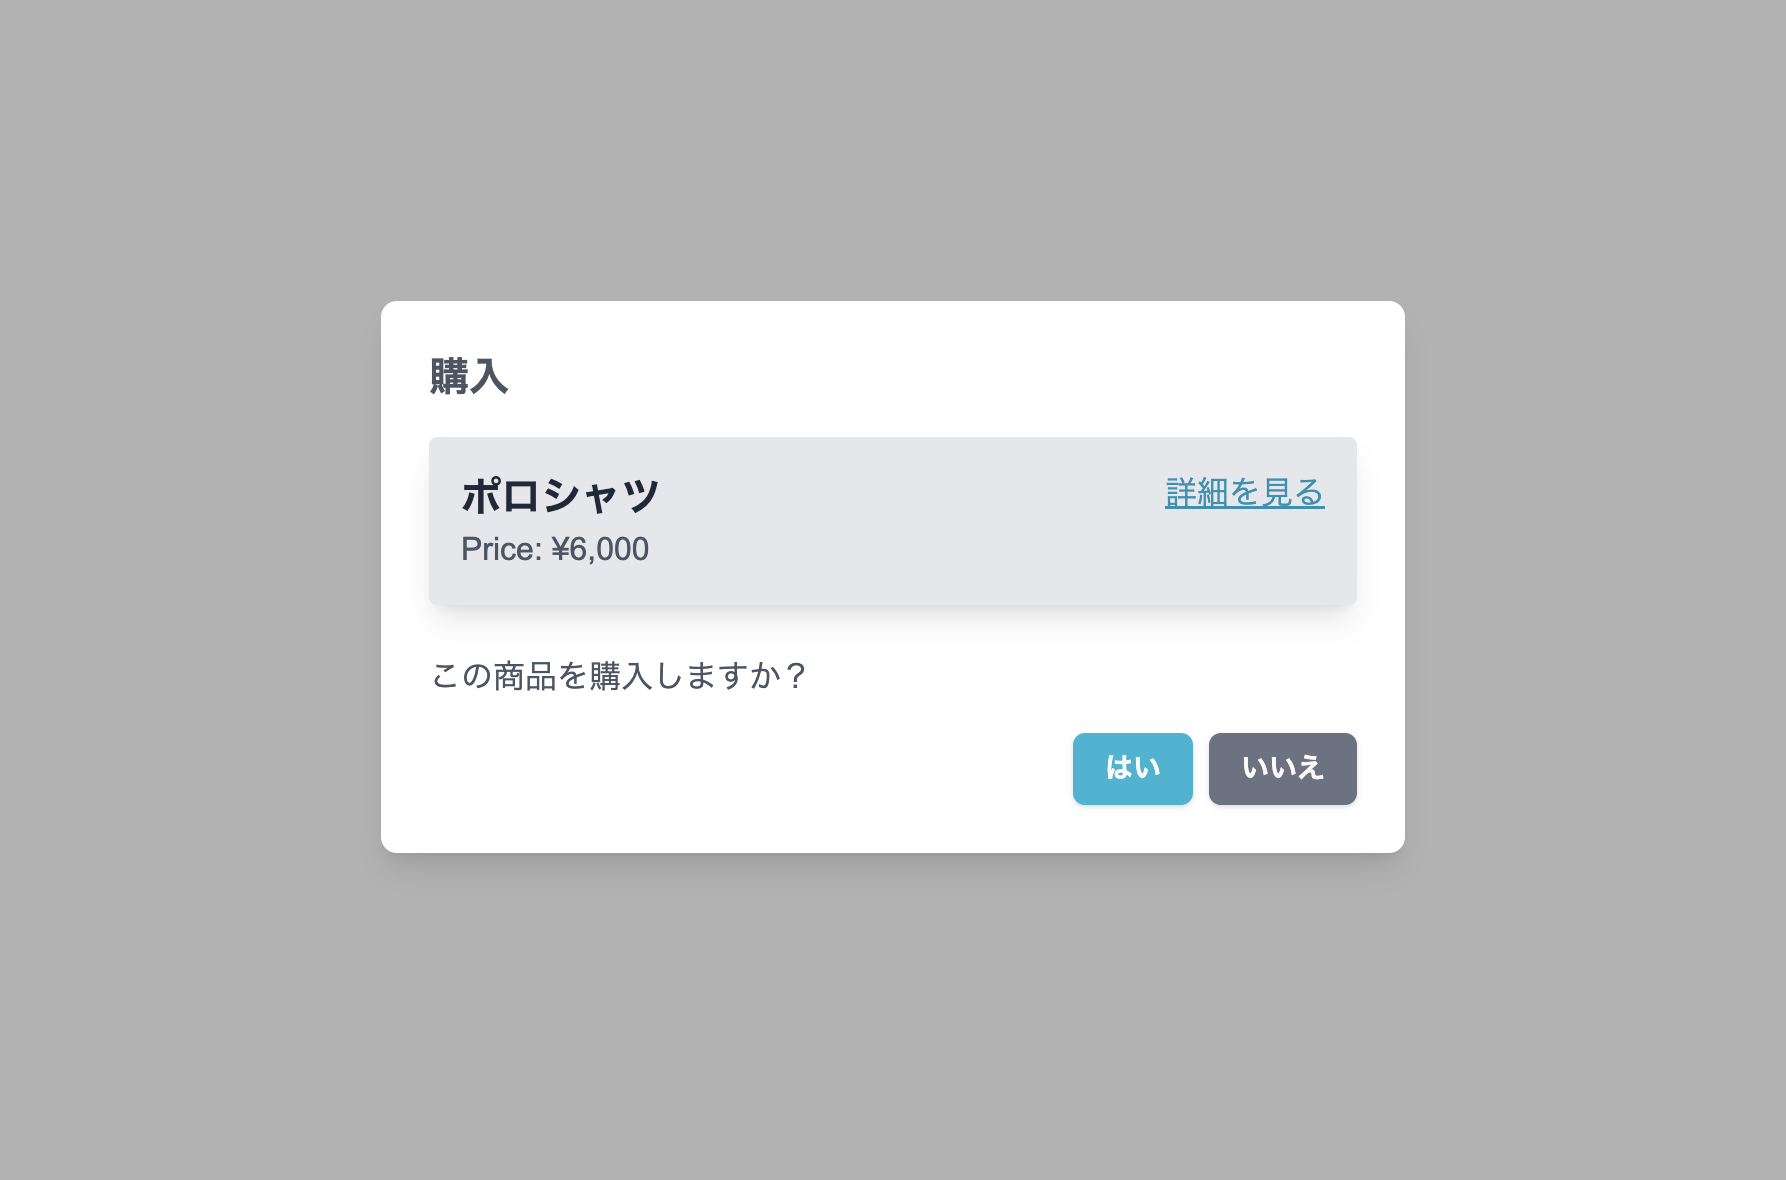 購入
ポロシャツ
詳細を見る
Price: ¥6,000
この商品を購入しますか？
はい
いいえ